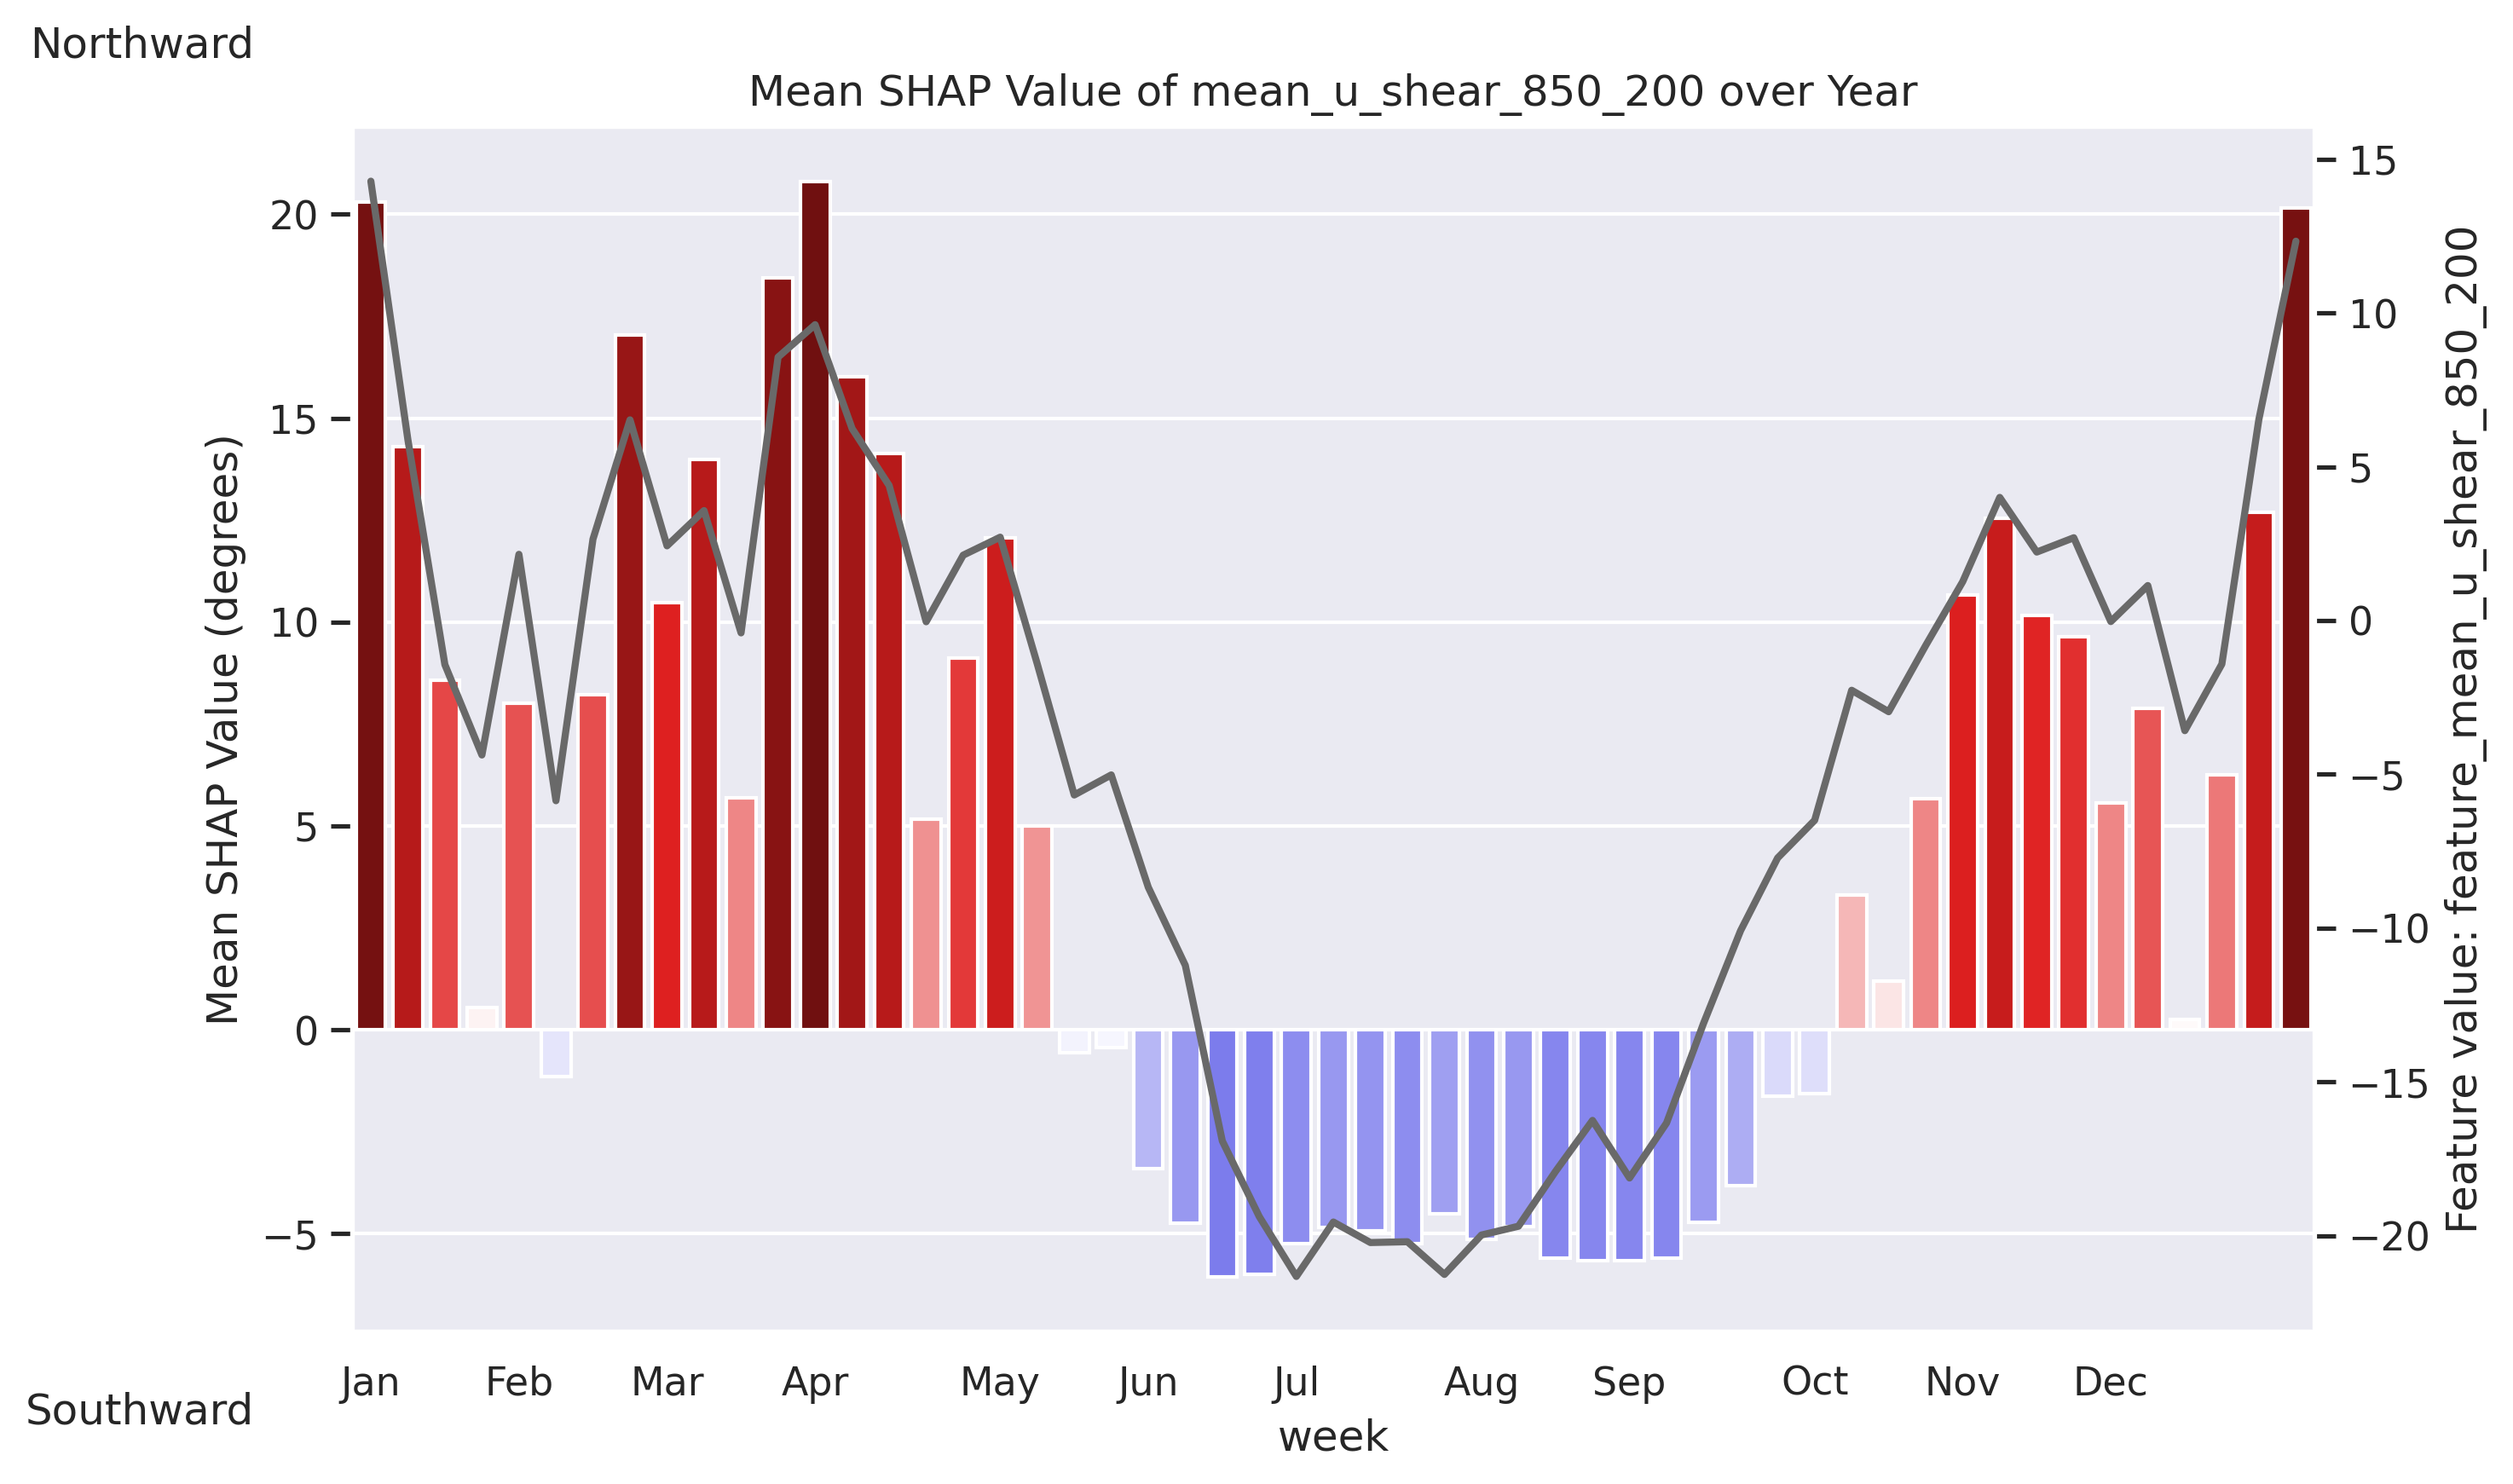 Northward
Mean SHAP Value of mean_u_shear_850_200 over Year
Mean SHAP Value (degrees)
20
15
10
5
0
−5
15
10
5
0
−5
−10
−15
−20
Feature value: feature_mean_u_shear_850_200
Jan Feb Mar Apr May Jun Jul Aug Sep Oct Nov Dec
week
Southward